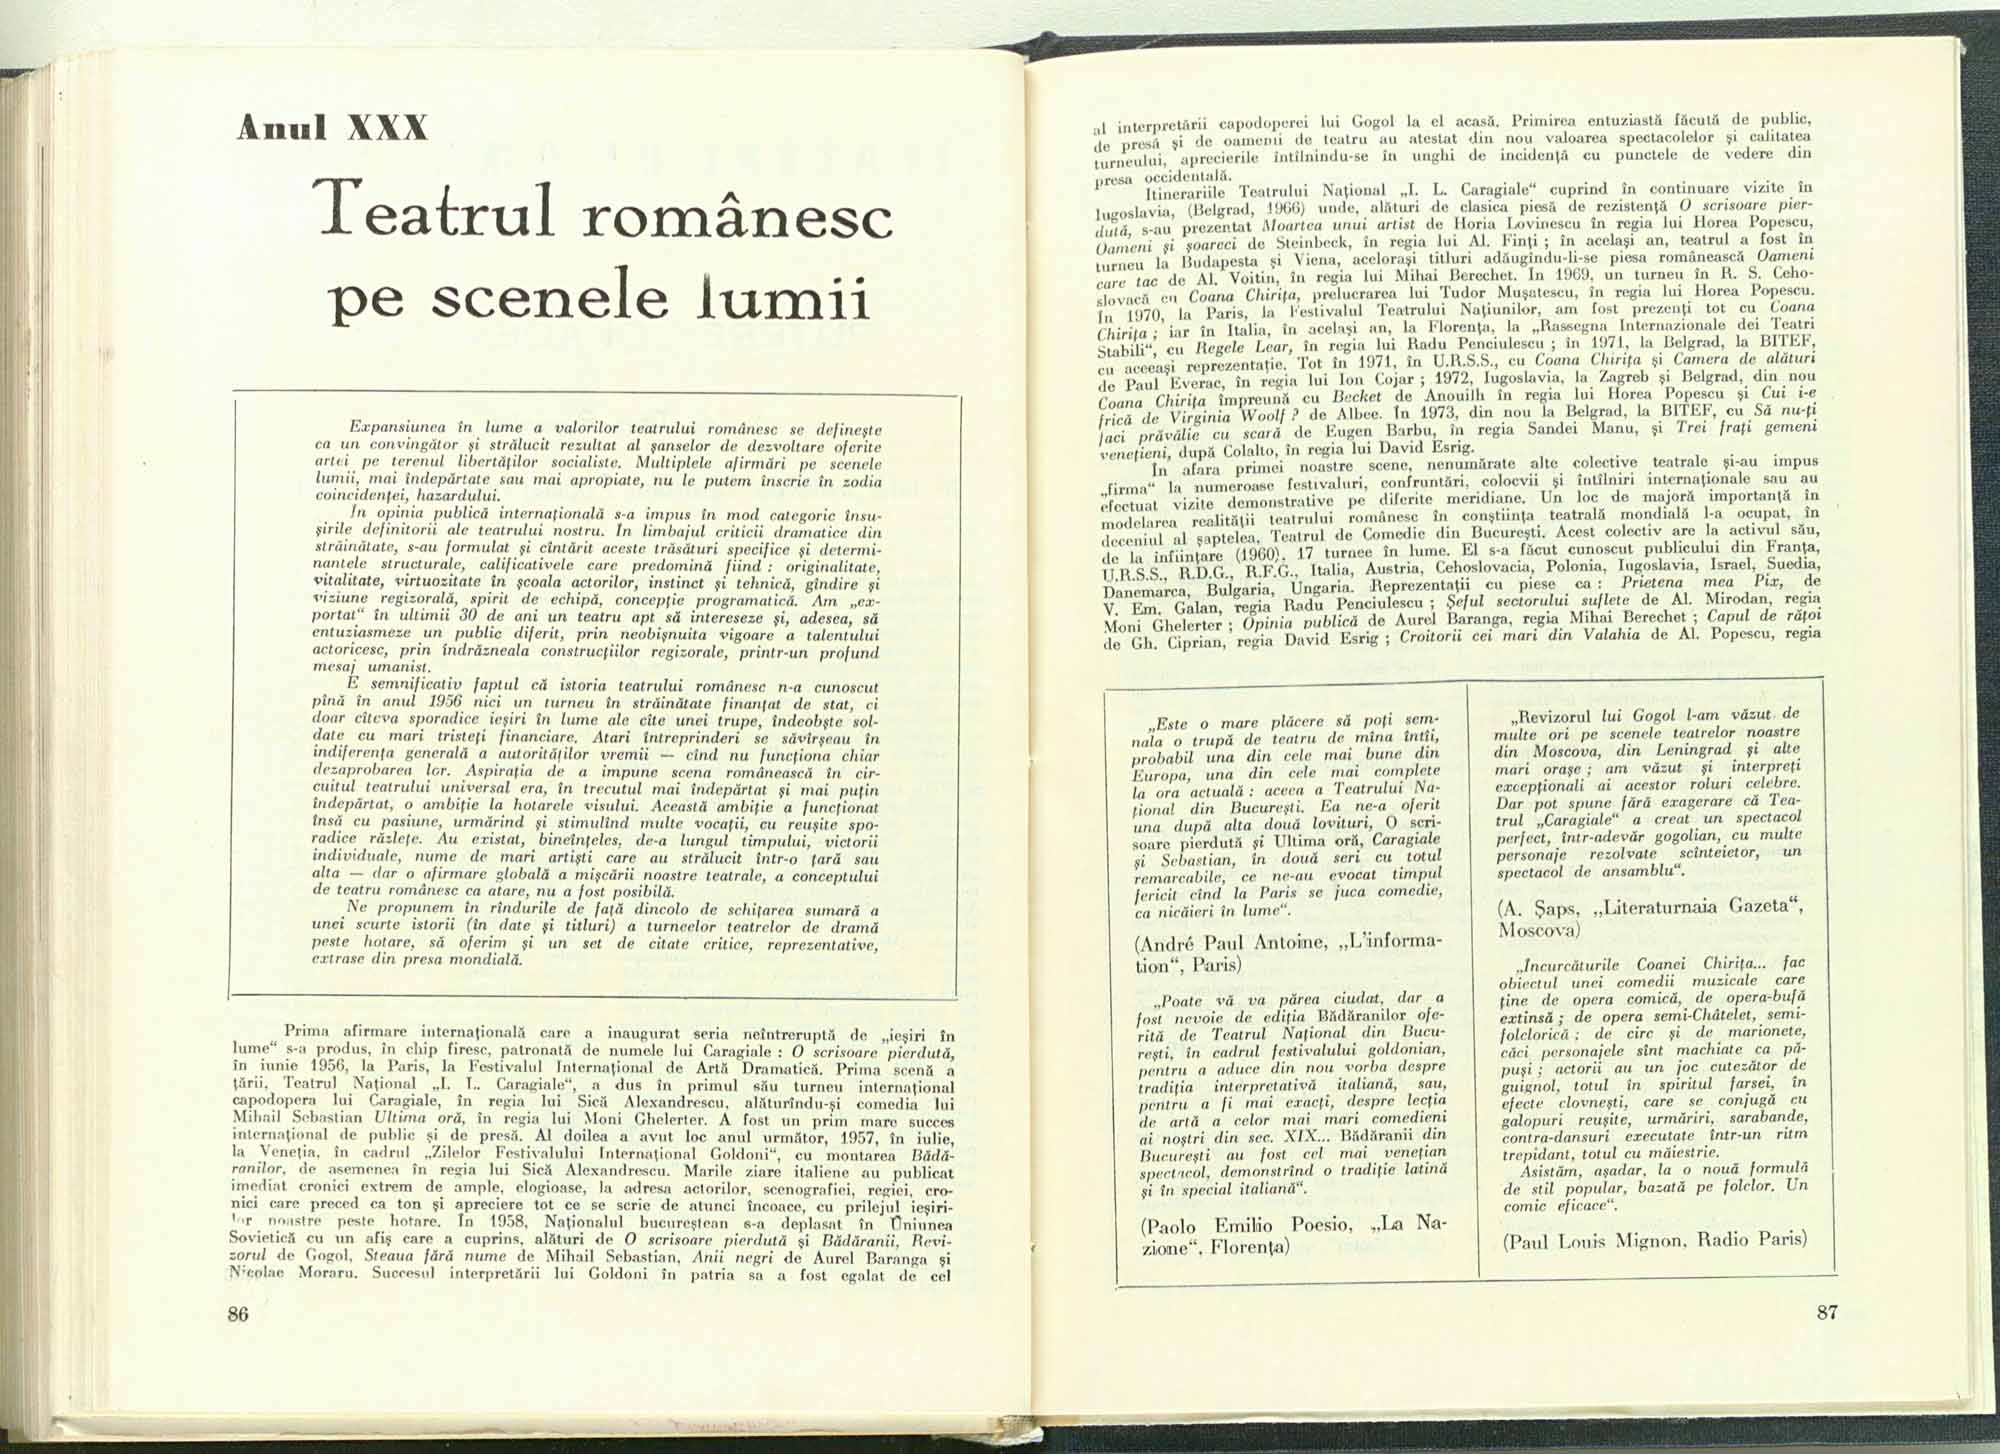 Anul XXX
Teatrul românesc
pe scenele lumii
Expansiunea în lume a valorilor teatrului românesc se definește
ca un convingător și strălucit rezultat al șanselor de dezvoltare oferite
artei pe terenul libertăților socialiste. Multiplele afirmări pe scenele
lumii, mai îndepărtate sau mai apropiate, nu le putem înscrie în zodia
coincidenței, hazardului.
In opinia publică internațională s-a impus în mod categoric însu-
șirile definitorii ale teatrului nostru. In limbajul criticii dramatice din
străinătate, s-au formulat și cîntărit aceste trăsături specifice și determi-
nantele structurale, calificativele care predomină fiind : originalitate,
vitalitate, virtuozitate în școala actorilor, instinct și tehnică, gîndire și
viziune regizorală, spirit de echipă, concepție programatică. Am „ex-
portat“ în ultimii 30 de ani un teatru apt să intereseze și, adesea, să
entuziasmeze un public diferit, prin neobișnuita vigoare a talentului
actoricesc, prin îndrăzneala construcțiilor regizorale, printr-un profund
mesaj umanist.
E semnificativ faptul că istoria teatrului românesc n-a cunoscut
pînă în anul 1956 nici un turneu în străinătate finanțat de stat, ci
doar cîteva sporadice ieșiri în lume ale cîte unei trupe, îndeobște sol-
date cu mari tristeți financiare. Atari întreprinderi se săvîrșeau în
indiferența generală a autorităților vremii — cînd nu funcționa chiar
dezaprobarea lor. Aspirația de a impune scena românească în cir-
cuitul teatrului universal era, în trecutul mai îndepărtat și mai puțin
îndepărtat, o ambiție la hotarele visului. Această ambiție a funcționat
însă cu pasiune, urmărind și stimulînd multe vocații, cu reușite spo-
radice răzlețe. Au existat, bineînțeles, de-a lungul timpului, victorii
individuale, nume de mari artiști care au strălucit într-o țară sau
alta — dar o afirmare globală a mișcării noastre teatrale, a conceptului
de teatru românesc ca atare, nu a fost posibilă.
Ne propunem în rîndurile de față dincolo de schițarea sumară a
unei scurte istorii (în date și titluri) a turneelor teatrelor de dramă
peste hotare, să oferim și un set de citate critice, reprezentative,
extrase din presa mondială.
Prima afirmare internațională care a inaugurat seria neîntreruptă de „ieșiri în
lume“ s-a produs, în chip firesc, patronată de numele lui Caragiale : O scrisoare pierdută,
în iunie 1956, la Paris, la Festivalul Internațional de Artă Dramatică. Prima scenă a
țării, Teatrul Național „I. L. Caragiale“, a dus în primul său turneu internațional
capodopera lui Caragiale, în regia lui Sică Alexandrescu, alăturîndu-și comedia lui
Mihail Sebastian Ultima oră, în regia lui Moni Ghelerter. A fost un prim mare succes
internațional de public și de presă. Al doilea a avut loc anul următor, 1957, în iulie,
la Veneția, în cadrul „Zilelor Festivalului Internațional Goldoni“, cu montarea Bădă-
ranilor, de asemenea în regia lui Sică Alexandrescu. Marile ziare italiene au publicat
imediat cronici extrem de ample, elogioase, la adresa actorilor, scenografiei, regiei, cro-
nici care preced ca ton și apreciere tot ce se scrie de atunci încoace, cu prilejul ieșiri-
lor noastre peste hotare. In 1958, Naționalul bucureștean s-a deplasat în Uniunea
Sovietică cu un afiș care a cuprins, alături de O scrisoare pierdută și Bădăranii, Revi-
zorul de Gogol, Steaua fără nume de Mihail Sebastian, Anii negri de Aurel Baranga și
Nicolae Moraru. Succesul interpretării lui Goldoni în patria sa a fost egalat de cel
86
al interpretării capodoperei lui Gogol la el acasă. Primirea entuziastă făcută de public,
de presă și de oamenii de teatru au atestat din nou valoarea spectacolelor și calitatea
turneului, aprecierile întîlnindu-se în unghi de incidență cu punctele de vedere din
presa occidentală.
Itinerariile Teatrului Național „I. L. Caragiale“ cuprind în continuare vizite în
Iugoslavia, (Belgrad, 1966) unde, alături de clasica piesă de rezistență O scrisoare pier-
dută, s-au prezentat Moartea unui artist de Horia Lovinescu în regia lui Horea Popescu,
Oameni și șoareci de Steinbeck, în regia lui Al. Finți ; în același an, teatrul a fost în
turneu la Budapesta și Viena, acelorași titluri adăugindu-li-se piesa românească Oameni
care tac de Al. Voitin, în regia lui Mihai Berechet. In 1969, un turneu în R. S. Ceho-
slovacă cu Coana Chirița, prelucrarea lui Tudor Mușatescu, în regia lui Horea Popescu.
In 1970, la Paris, la Festivalul Teatrului Națiunilor, am fost prezenți tot cu Coana
Chirița ; iar în Italia, în același an, la Florența, la „Rassegna Internazionale dei Teatri
Stabili“, cu Regele Lear, în regia lui Radu Penciulescu ; în 1971, la Belgrad, la BITEF,
cu aceeași reprezentație. Tot în 1971, în U.R.S.S., cu Coana Chirița și Camera de alături
de Paul Everac, în regia lui Ion Cojar ; 1972, Iugoslavia, la Zagreb și Belgrad, din nou
Coana Chirița împreună cu Becket de Anouilh în regia lui Horea Popescu și Cui i-e
frică de Virginia Woolf ? de Albee. In 1973, din nou la Belgrad, la BITEF, cu Să nu-ți
faci prăvălie cu scară de Eugen Barbu, în regia Sandei Manu, și Trei frați gemeni
venețieni, după Colalto, în regia lui David Esrig.
In afara primei noastre scene, nenumărate alte colective teatrale și-au impus
„firma“ la numeroase festivaluri, confruntări, colocvii și întîlniri internaționale sau au
efectuat vizite demonstrative pe diferite meridiane. Un loc de majoră importanță în
modelarea realității teatrului românesc în conștiința teatrală mondială l-a ocupat, în
deceniul al șaptelea, Teatrul de Comedie din București. Acest colectiv are la activul său,
de la înființare (1960), 17 turnee în lume. El s-a făcut cunoscut publicului din Franța,
U.R.S.S., R.D.G., R.F.G., Italia, Austria, Cehoslovacia, Polonia, Iugoslavia, Israel, Suedia,
Danemarca, Bulgaria, Ungaria. Reprezentații cu piese ca : Prietena mea Pix, de
V. Em. Galan, regia Radu Penciulescu ; Șeful sectorului suflete de Al. Mirodan, regia
Moni Ghelerter ; Opinia publică de Aurel Baranga, regia Mihai Berechet ; Capul de rățoi
de Gh. Ciprian, regia David Esrig ; Croitorii cei mari din Valahia de Al. Popescu, regia
„Este o mare plăcere să poți sem-
nala o trupă de teatru de mîna întîi,
probabil una din cele mai bune din
Europa, una din cele mai complete
la ora actuală : aceea a Teatrului Na-
țional din București. Ea ne-a oferit
una după alta două lovituri, O scri-
soare pierdută și Ultima oră, Caragiale
și Sebastian, în două seri cu totul
remarcabile, ce ne-au evocat timpul
fericit cînd la Paris se juca comedie,
ca nicăieri în lume“.
(André Paul Antoine, „L'informa-
tion“, Paris)
„Poate vă va părea ciudat, dar a
fost nevoie de ediția Bădăranilor ofe-
rită de Teatrul Național din Bucu-
rești, în cadrul festivalului goldonian,
pentru a aduce din nou vorba despre
tradiția interpretativă italiană, sau,
pentru a fi mai exacți, despre lecția
de artă a celor mai mari comedieni
ai noștri din sec. XIX... Bădăranii din
București au fost cel mai venețian
spectacol, demonstrînd o tradiție latină
și în special italiană“.
(Paolo Emilio Poesio, „La Na-
zione“, Florența)
„Revizorul lui Gogol l-am văzut de
multe ori pe scenele teatrelor noastre
din Moscova, din Leningrad și alte
mari orașe ; am văzut și interpreți
excepționali ai acestor roluri celebre.
Dar pot spune fără exagerare că Tea-
trul „Caragiale“ a creat un spectacol
perfect, într-adevăr gogolian, cu multe
personaje rezolvate scînteietor, un
spectacol de ansamblu“.
(A. Șaps, „Literaturnaia Gazeta“,
Moscova)
„Incurcăturile Coanei Chirița... fac
obiectul unei comedii muzicale care
ține de opera comică, de opera-bufă
extinsă ; de opera semi-Châtelet, semi-
folclorică ; de circ și de marionete,
căci personajele sînt machiate ca pă-
puși ; actorii au un joc cutezător de
guignol, totul în spiritul farsei, în
efecte clovnești, care se conjugă cu
galopuri reușite, urmăriri, sarabande,
contra-dansuri executate într-un ritm
trepidant, totul cu măiestrie.
Asistăm, așadar, la o nouă formulă
de stil popular, bazată pe folclor. Un
comic eficace“.
(Paul Louis Mignon, Radio Paris)
87